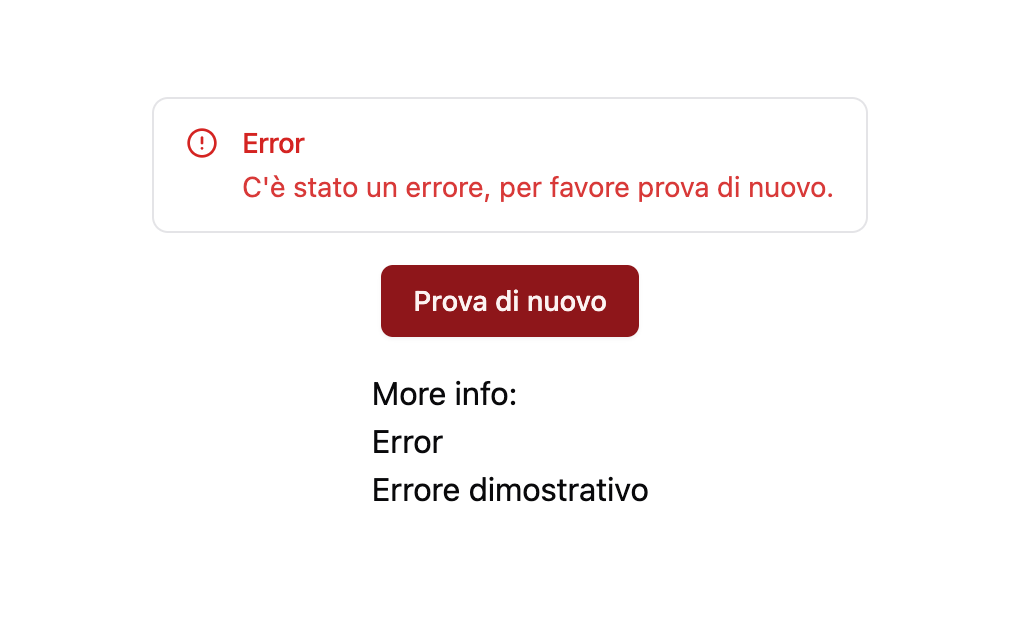 Error
C'è stato un errore, per favore prova di nuovo.
Prova di nuovo
More info:
Error
Errore dimostrativo